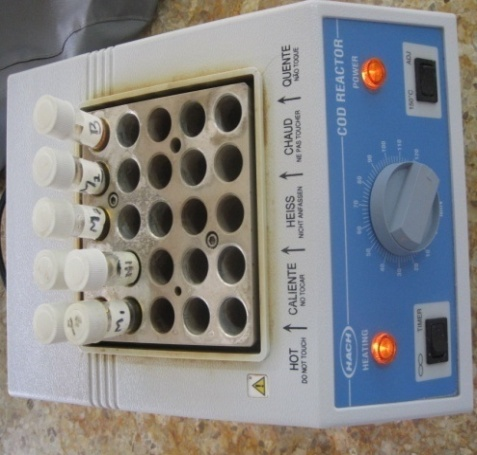 HOT
DO NOT TOUCH
CALIENTE
NO TOCAR
HEISS
NICHT ANFASSEN
CHAUD
NE PAS TOUCHER
QUENTE
NÃO TOQUE
HACH
COD REACTOR
HEATING
POWER
TIMER
150°C
ADJ
B
M1